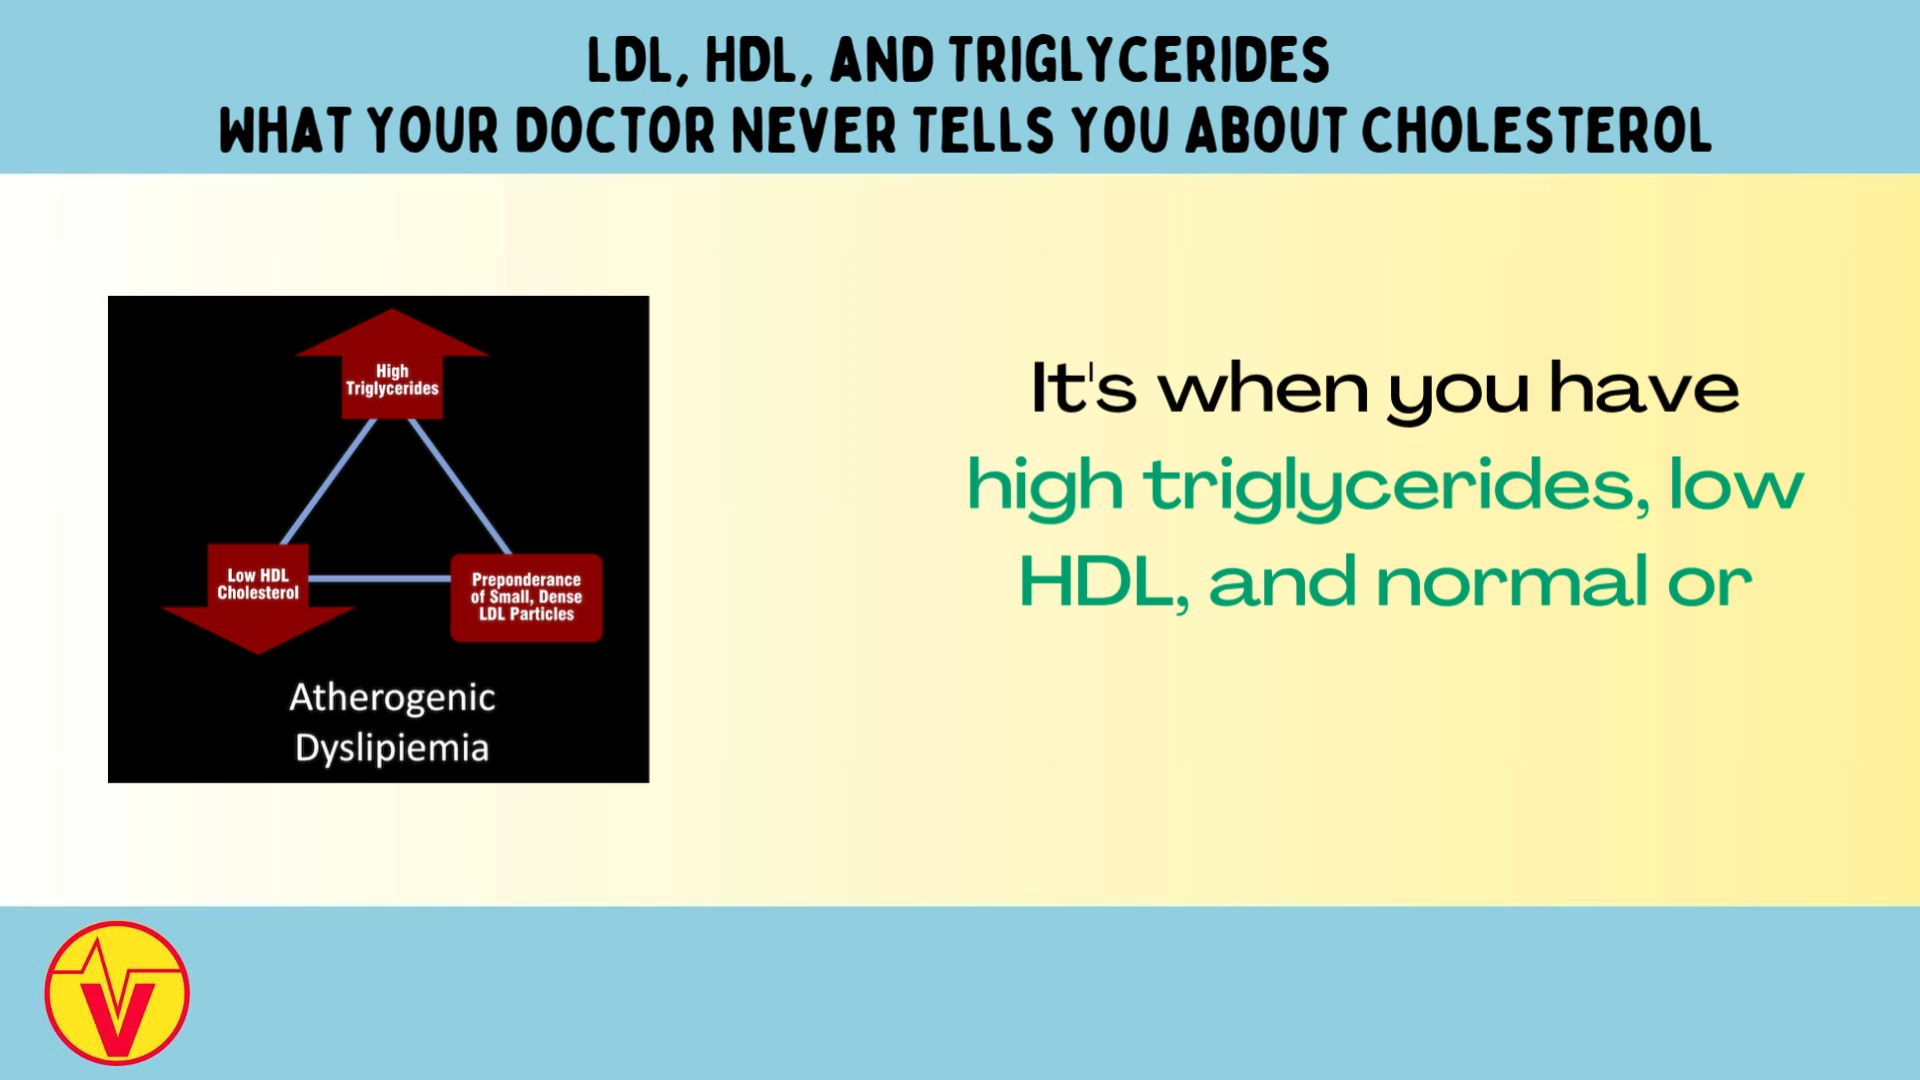 LDL, HDL, AND TRIGLYCERIDES
WHAT YOUR DOCTOR NEVER TELLS YOU ABOUT CHOLESTEROL
High
Triglycerides
Low HDL
Cholesterol
Preponderance
of Small, Dense
LDL Particles
Atherogenic
Dyslipiemia
It's when you have
high triglycerides, low
HDL, and normal or
V